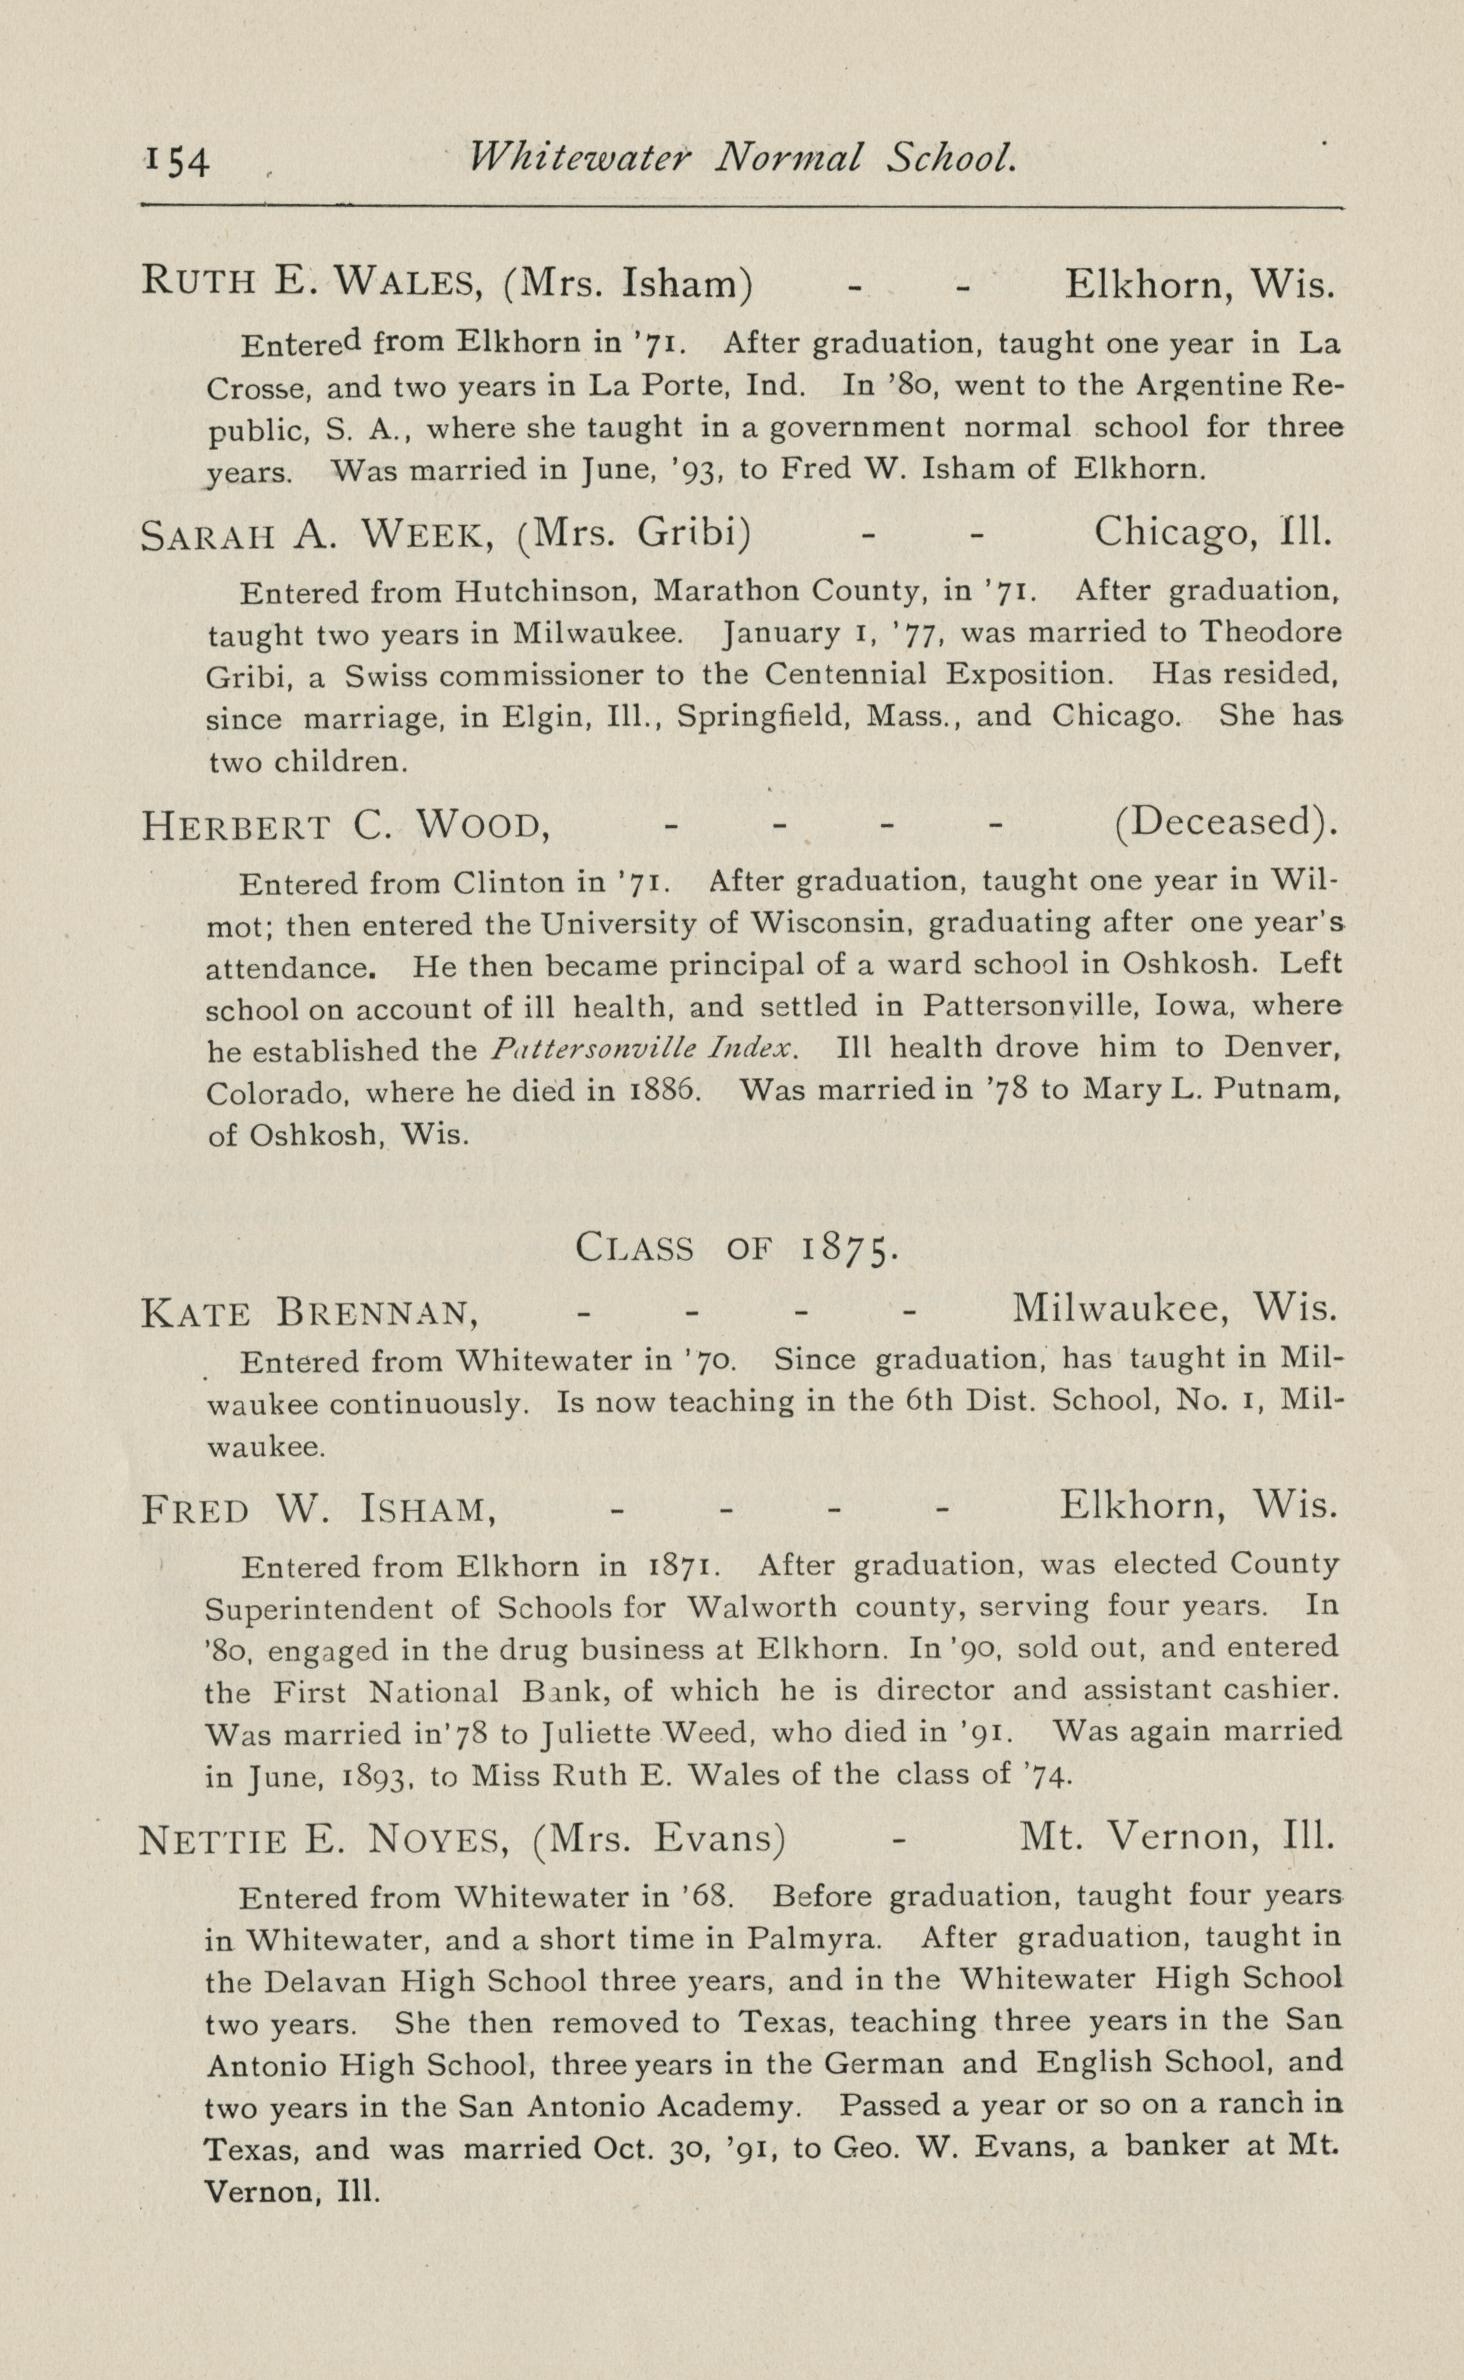 154 Whitewater Normal School.
RUTH E. WALES, (Mrs. Isham) - - Elkhorn, Wis.
Entered from Elkhorn in '71. After graduation, taught one year in La
Crosse, and two years in La Porte, Ind. In '80, went to the Argentine Re-
public, S. A., where she taught in a government normal school for three
years. Was married in June, '93, to Fred W. Isham of Elkhorn.
SARAH A. WEEK, (Mrs. Gribi) - - Chicago, Ill.
Entered from Hutchinson, Marathon County, in '71. After graduation,
taught two years in Milwaukee. January 1, '77, was married to Theodore
Gribi, a Swiss commissioner to the Centennial Exposition. Has resided,
since marriage, in Elgin, Ill., Springfield, Mass., and Chicago. She has
two children.
HERBERT C. WOOD, - - - - (Deceased).
Entered from Clinton in '71. After graduation, taught one year in Wil-
mot; then entered the University of Wisconsin, graduating after one year's
attendance. He then became principal of a ward school in Oshkosh. Left
school on account of ill health, and settled in Pattersonville, Iowa, where
he established the Pattersonville Index. Ill health drove him to Denver,
Colorado, where he died in 1886. Was married in '78 to Mary L. Putnam,
of Oshkosh, Wis.
CLASS OF 1875.
KATE BRENNAN, - - - - Milwaukee, Wis.
Entered from Whitewater in '70. Since graduation, has taught in Mil-
waukee continuously. Is now teaching in the 6th Dist. School, No. 1, Mil-
waukee.
FRED W. ISHAM, - - - - Elkhorn, Wis.
Entered from Elkhorn in 1871. After graduation, was elected County
Superintendent of Schools for Walworth county, serving four years. In
'80, engaged in the drug business at Elkhorn. In '90, sold out, and entered
the First National Bank, of which he is director and assistant cashier.
Was married in '78 to Juliette Weed, who died in '91. Was again married
in June, 1893, to Miss Ruth E. Wales of the class of '74.
NETTIE E. NOYES, (Mrs. Evans) - Mt. Vernon, Ill.
Entered from Whitewater in '68. Before graduation, taught four years
in Whitewater, and a short time in Palmyra. After graduation, taught in
the Delavan High School three years, and in the Whitewater High School
two years. She then removed to Texas, teaching three years in the San
Antonio High School, three years in the German and English School, and
two years in the San Antonio Academy. Passed a year or so on a ranch in
Texas, and was married Oct. 30, '91, to Geo. W. Evans, a banker at Mt.
Vernon, Ill.